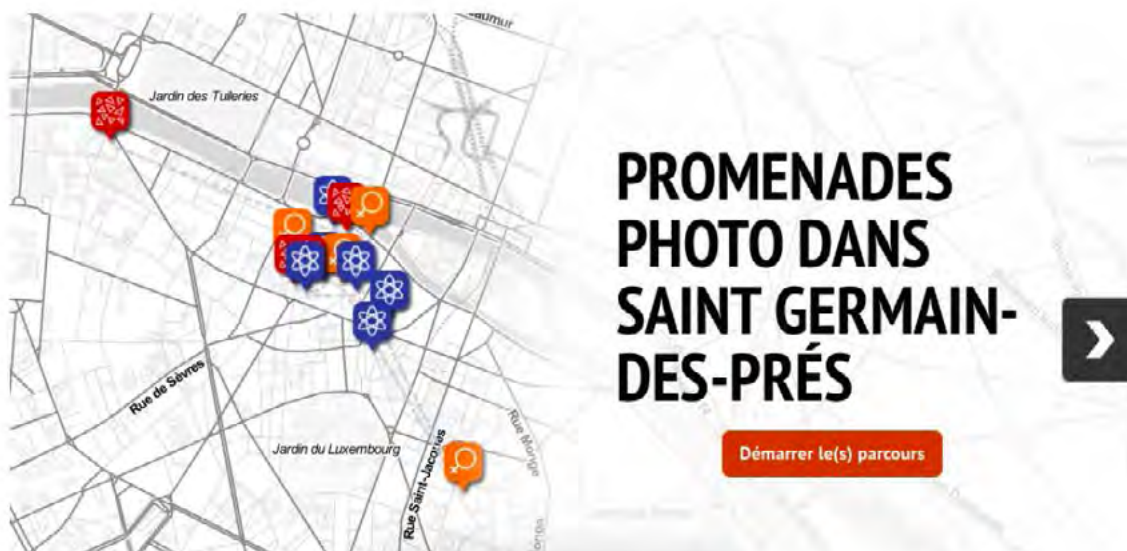 aumur
Jardin des Tuileries
Rue de Sèvres
Jardin du Luxembourg
Rue Saint-Jacques
Rue Monge
PROMENADES
PHOTO DANS
SAINT GERMAIN-
DES-PRÉS
Démarrer le(s) parcours